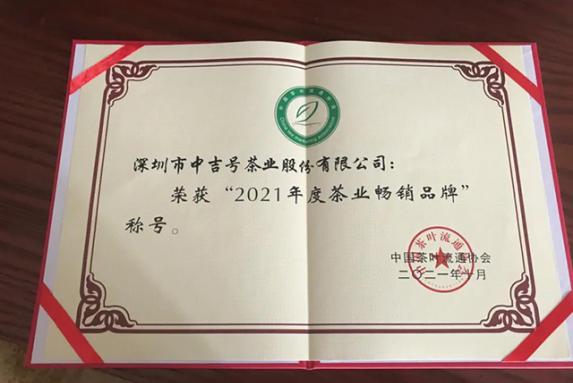 深圳市中吉号茶业股份有限公司：
荣获“2021年度茶业畅销品牌”
称号。
中国茶叶流通协会
二〇二一年十月